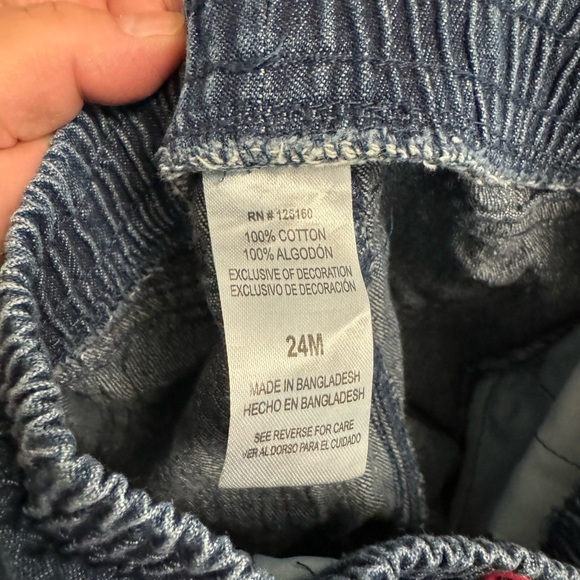 RN # 125160
100% COTTON
100% ALGODÓN
EXCLUSIVE OF DECORATION
EXCLUSIVO DE DECORACIÓN
24M
MADE IN BANGLADESH
HECHO EN BANGLADESH
SEE REVERSE FOR CARE
VER AL DORSO PARA EL CUIDADO